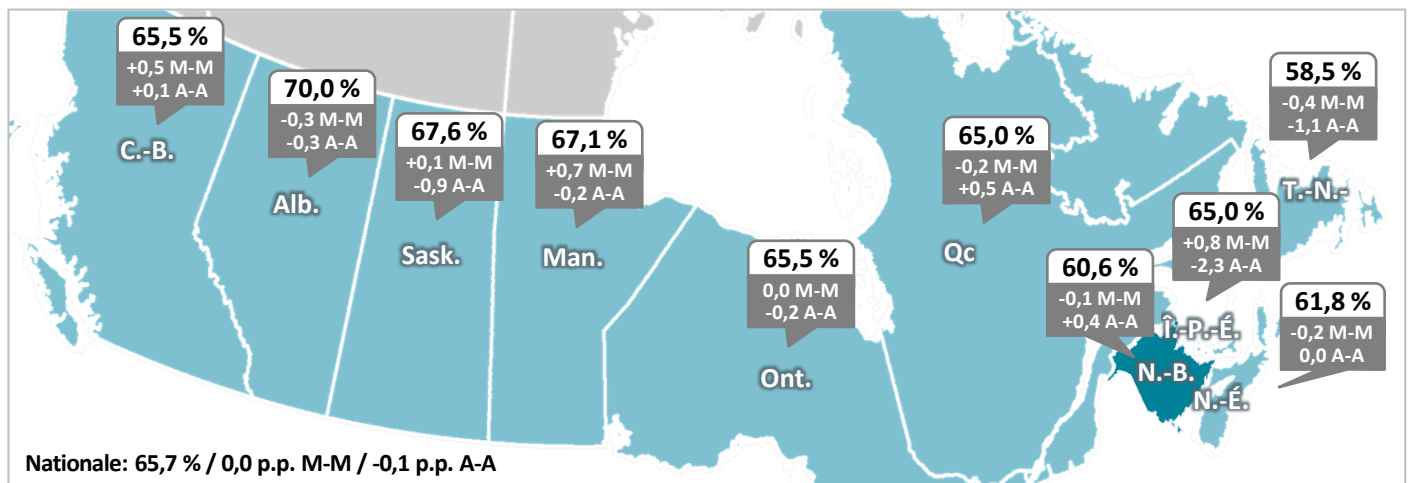 65,5 %
+0,5 M-M
+0,1 A-A
C.-B.
70,0 %
-0,3 M-M
-0,3 A-A
Alb.
67,6 %
+0,1 M-M
-0,9 A-A
Sask.
67,1 %
+0,7 M-M
-0,2 A-A
Man.
65,5 %
0,0 M-M
-0,2 A-A
Ont.
65,0 %
-0,2 M-M
+0,5 A-A
Qc
58,5 %
-0,4 M-M
-1,1 A-A
T.-N.-
65,0 %
+0,8 M-M
-2,3 A-A
Î.-P.-É.
60,6 %
-0,1 M-M
+0,4 A-A
N.-B.
61,8 %
-0,2 M-M
0,0 A-A
N.-É.
Nationale: 65,7 % / 0,0 p.p. M-M / -0,1 p.p. A-A